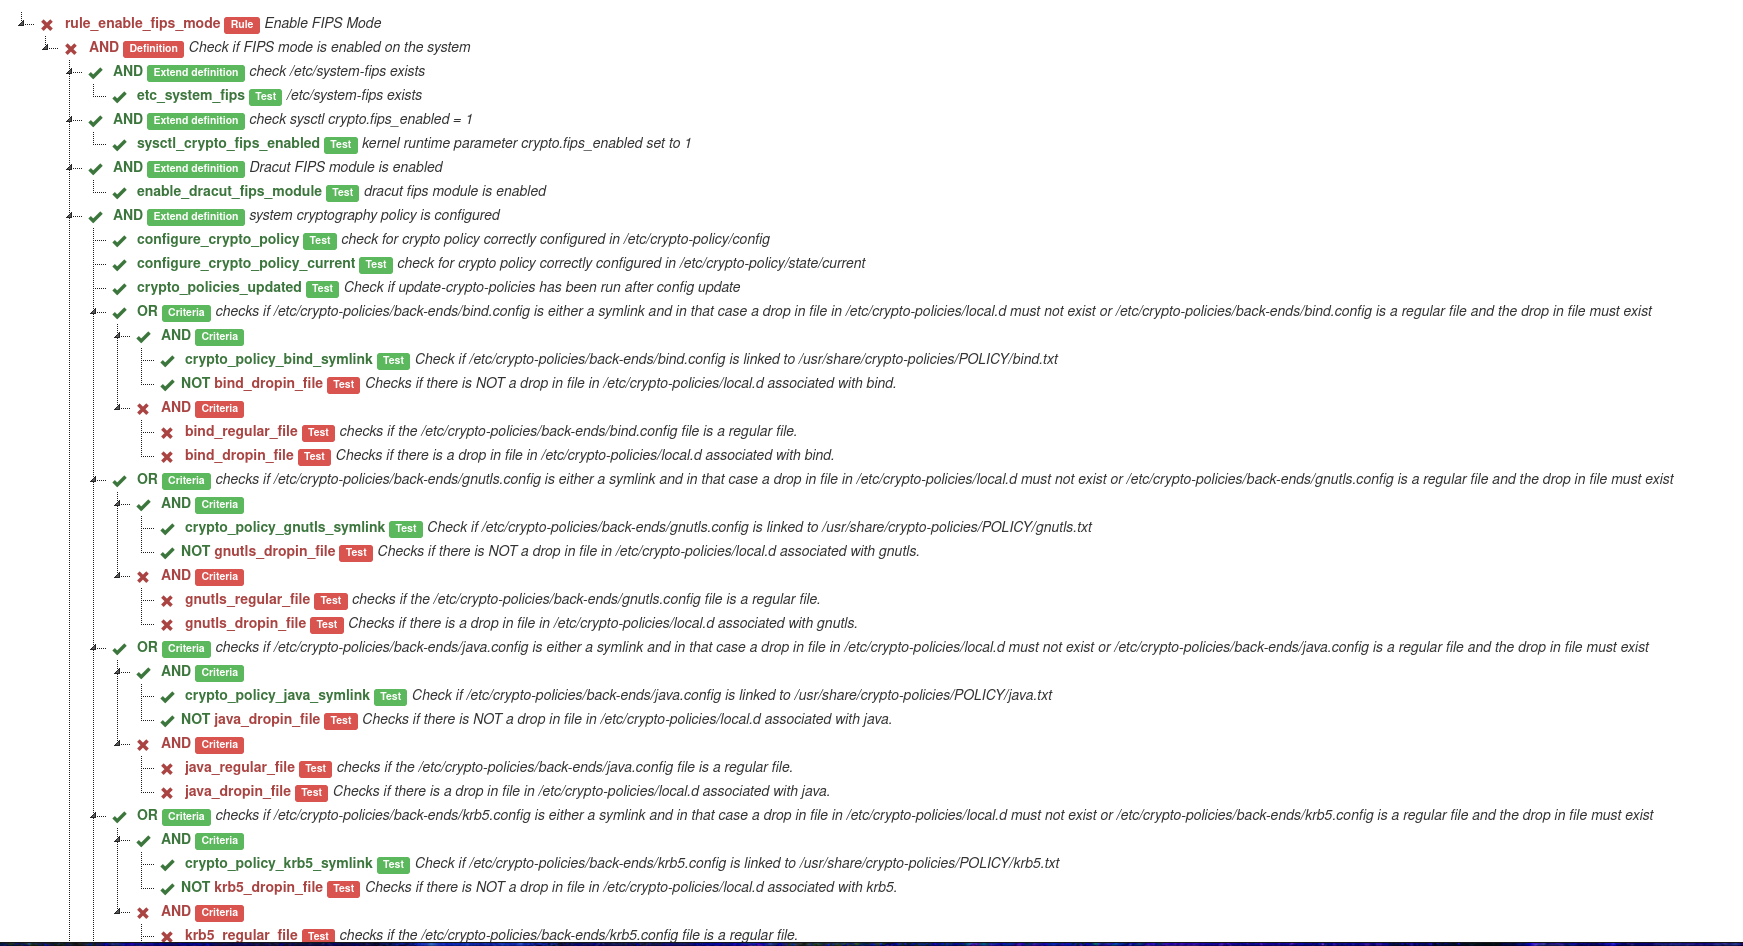 rule_enable_fips_mode Rule Enable FIPS Mode
AND Definition Check if FIPS mode is enabled on the system
AND Extend definition check /etc/system-fips exists
etc_system_fips Test /etc/system-fips exists
AND Extend definition check sysctl crypto.fips_enabled = 1
sysctl_crypto_fips_enabled Test kernel runtime parameter crypto.fips_enabled set to 1
AND Extend definition Dracut FIPS module is enabled
enable_dracut_fips_module Test dracut fips module is enabled
AND Extend definition system cryptography policy is configured
configure_crypto_policy Test check for crypto policy correctly configured in /etc/crypto-policy/config
configure_crypto_policy_current Test check for crypto policy correctly configured in /etc/crypto-policy/state/current
crypto_policies_updated Test Check if update-crypto-policies has been run after config update
OR Criteria checks if /etc/crypto-policies/back-ends/bind.config is either a symlink and in that case a drop in file in /etc/crypto-policies/local.d must not exist or /etc/crypto-policies/back-ends/bind.config is a regular file and the drop in file must exist
AND Criteria
crypto_policy_bind_symlink Test Check if /etc/crypto-policies/back-ends/bind.config is linked to /usr/share/crypto-policies/POLICY/bind.txt
NOT bind_dropin_file Test Checks if there is NOT a drop in file in /etc/crypto-policies/local.d associated with bind.
AND Criteria
bind_regular_file Test checks if the /etc/crypto-policies/back-ends/bind.config file is a regular file.
bind_dropin_file Test Checks if there is a drop in file in /etc/crypto-policies/local.d associated with bind.
OR Criteria checks if /etc/crypto-policies/back-ends/gnutls.config is either a symlink and in that case a drop in file in /etc/crypto-policies/local.d must not exist or /etc/crypto-policies/back-ends/gnutls.config is a regular file and the drop in file must exist
AND Criteria
crypto_policy_gnutls_symlink Test Check if /etc/crypto-policies/back-ends/gnutls.config is linked to /usr/share/crypto-policies/POLICY/gnutls.txt
NOT gnutls_dropin_file Test Checks if there is NOT a drop in file in /etc/crypto-policies/local.d associated with gnutls.
AND Criteria
gnutls_regular_file Test checks if the /etc/crypto-policies/back-ends/gnutls.config file is a regular file.
gnutls_dropin_file Test Checks if there is a drop in file in /etc/crypto-policies/local.d associated with gnutls.
OR Criteria checks if /etc/crypto-policies/back-ends/java.config is either a symlink and in that case a drop in file in /etc/crypto-policies/local.d must not exist or /etc/crypto-policies/back-ends/java.config is a regular file and the drop in file must exist
AND Criteria
crypto_policy_java_symlink Test Check if /etc/crypto-policies/back-ends/java.config is linked to /usr/share/crypto-policies/POLICY/java.txt
NOT java_dropin_file Test Checks if there is NOT a drop in file in /etc/crypto-policies/local.d associated with java.
AND Criteria
java_regular_file Test checks if the /etc/crypto-policies/back-ends/java.config file is a regular file.
java_dropin_file Test Checks if there is a drop in file in /etc/crypto-policies/local.d associated with java.
OR Criteria checks if /etc/crypto-policies/back-ends/krb5.config is either a symlink and in that case a drop in file in /etc/crypto-policies/local.d must not exist or /etc/crypto-policies/back-ends/krb5.config is a regular file and the drop in file must exist
AND Criteria
crypto_policy_krb5_symlink Test Check if /etc/crypto-policies/back-ends/krb5.config is linked to /usr/share/crypto-policies/POLICY/krb5.txt
NOT krb5_dropin_file Test Checks if there is NOT a drop in file in /etc/crypto-policies/local.d associated with krb5.
AND Criteria
krb5_regular_file Test checks if the /etc/crypto-policies/back-ends/krb5.config file is a regular file.